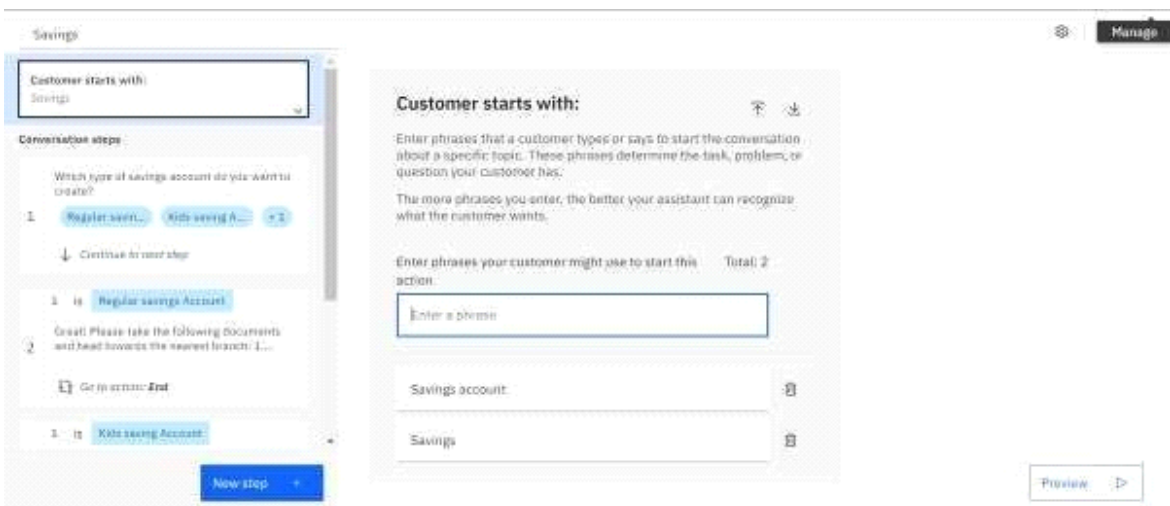 Savings
Manage
Customer starts with:
Savings
Conversation steps
Which type of savings account do you want to
create?
1
Regular savin...
Kids saving A...
+ 1
Continue to next step
1 is Regular savings Account
2
Great! Please take the following documents
and head towards the nearest branch: 1....
Go to action: End
1 is Kids saving Account
New step +
Customer starts with:
Enter phrases that a customer types or says to start the conversation
about a specific topic. These phrases determine the task, problem, or
question your customer has.
The more phrases you enter, the better your assistant can recognize
what the customer wants.
Enter phrases your customer might use to start this
action
Total: 2
Enter a phrase
Savings account
Savings
Preview